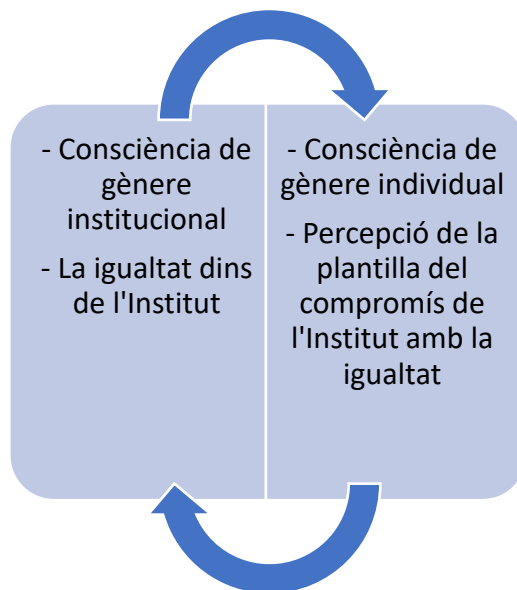 - Consciència de
gènere
institucional
- La igualtat dins
de l'Institut
- Consciència de
gènere individual
- Percepció de la
plantilla del
compromís de
l'Institut amb la
igualtat